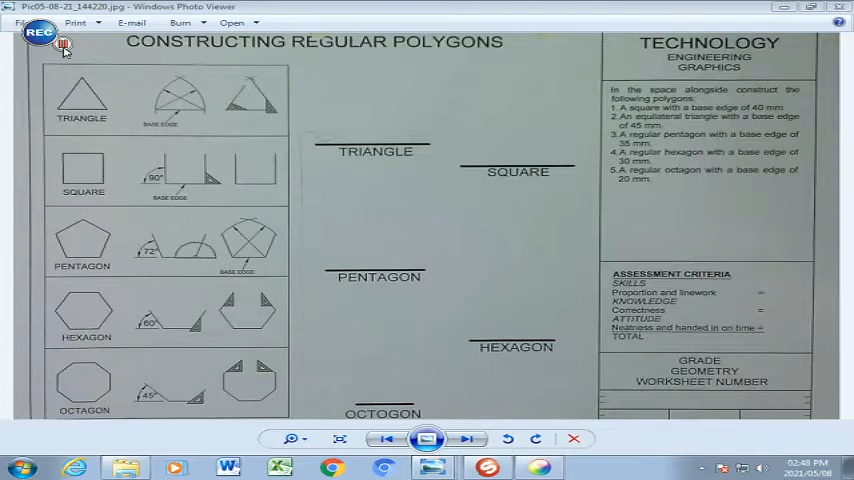 Pic05-08-21_144220.jpg - Windows Photo Viewer
Print
E-mail
Burn
Open
REC
CONSTRUCTING REGULAR POLYGONS
TRIANGLE
BASE EDGE
SQUARE
90°
BASE EDGE
PENTAGON
72°
BASE EDGE
HEXAGON
60°
OCTAGON
45°
TRIANGLE
SQUARE
PENTAGON
HEXAGON
OCTOGON
TECHNOLOGY
ENGINEERING
GRAPHICS
In the space alongside construct the
following polygons:
1. A square with a base edge of 40 mm.
2. An equilateral triangle with a base edge
of 45 mm.
3. A regular pentagon with a base edge of
35 mm.
4. A regular hexagon with a base edge of
30 mm.
5. A regular octagon with a base edge of
20 mm.
ASSESSMENT CRITERIA
SKILLS
Proportion and linework =
KNOWLEDGE
Correctness =
ATTITUDE
Neatness and handed in on time =
TOTAL
GRADE
GEOMETRY
WORKSHEET NUMBER
02:48 PM
2021/05/08